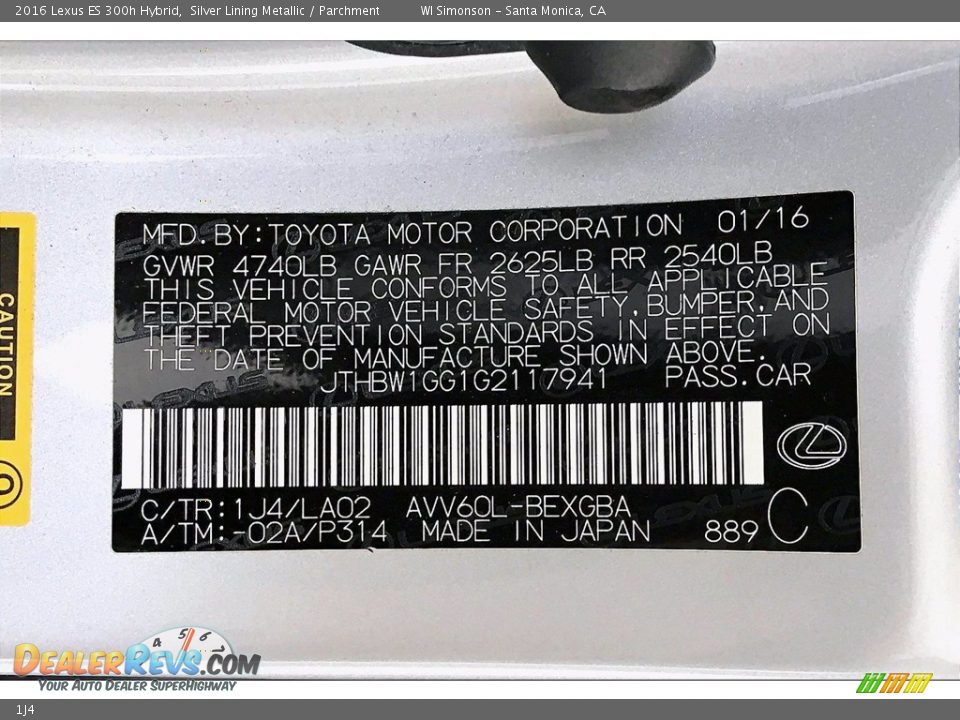 2016 Lexus ES 300h Hybrid, Silver Lining Metallic / Parchment WI Simonson - Santa Monica, CA
MFD.BY:TOYOTA MOTOR CORPORATION 01/16
GVWR 4740LB GAWR FR 2625LB RR 2540LB
THIS VEHICLE CONFORMS TO ALL APPLICABLE
FEDERAL MOTOR VEHICLE SAFETY,BUMPER,AND
THEFT PREVENTION STANDARDS IN EFFECT ON
THE DATE OF MANUFACTURE SHOWN ABOVE.
JTHBW1GG1G2117941 PASS.CAR
C/TR:1J4/LA02 AVV60L-BEXGBA
A/TM:-02A/P314 MADE IN JAPAN 889 C
CAUTION
4 5 6
DealerRevs.com
Your Auto Dealer SuperHighway
1J4